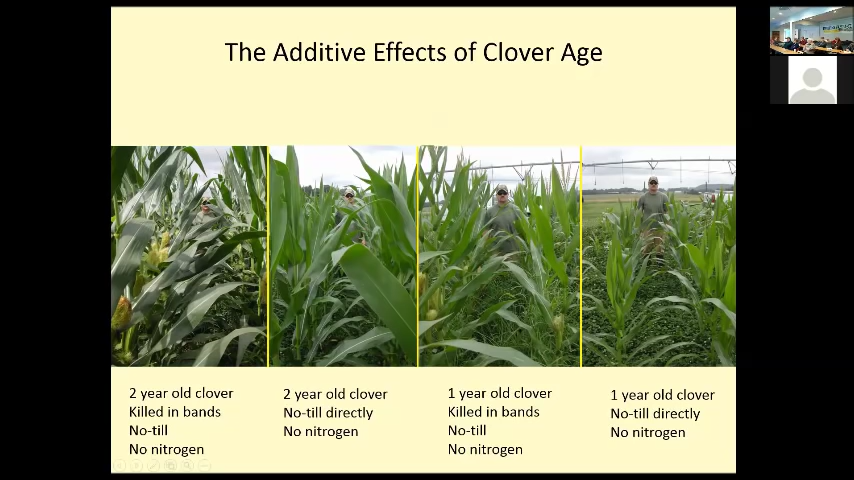 The Additive Effects of Clover Age
2 year old clover
Killed in bands
No-till
No nitrogen
2 year old clover
No-till directly
No nitrogen
1 year old clover
Killed in bands
No-till
No nitrogen
1 year old clover
No-till directly
No nitrogen